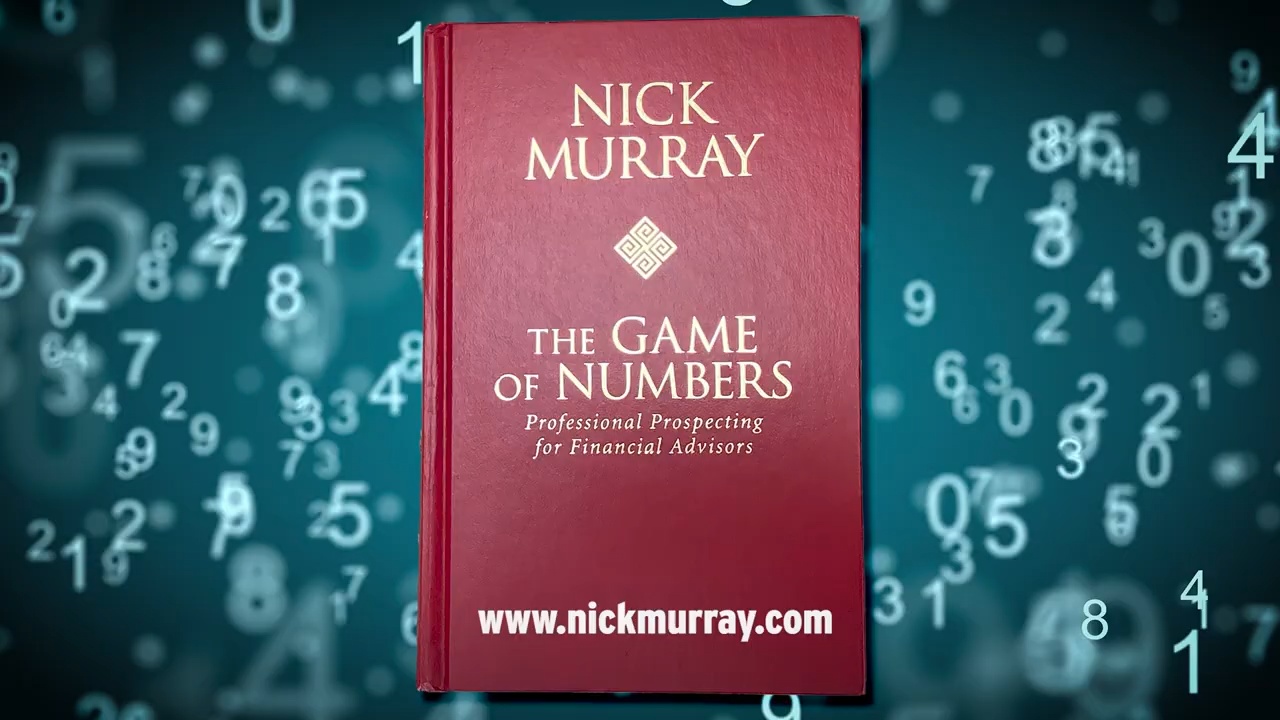 NICK
MURRAY
THE GAME
OF NUMBERS
Professional Prospecting
for Financial Advisors
www.nickmurray.com